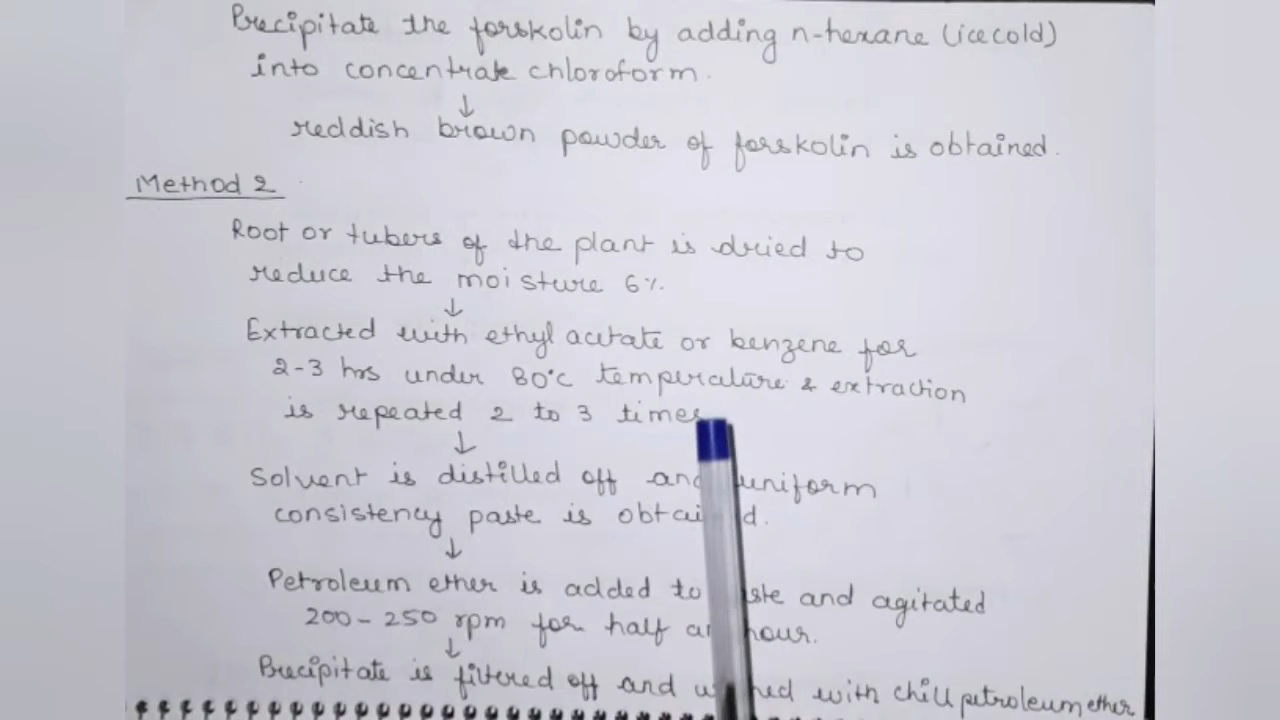 Precipitate the forskolin by adding n-hexane (ice cold)
into concentrate chloroform.
↓
reddish brown powder of forskolin is obtained.
Method 2
Root or tubers of the plant is dried to
reduce the moisture 6%.
↓
Extracted with ethyl acetate or benzene for
2-3 hrs under 80°c temperature & extraction
is repeated 2 to 3 times
↓
Solvent is distilled off and uniform
consistency paste is obtained.
↓
Petroleum ether is added to paste and agitated
200-250 rpm for half an hour.
↓
Precipitate is filtered off and washed with chill petroleum ether